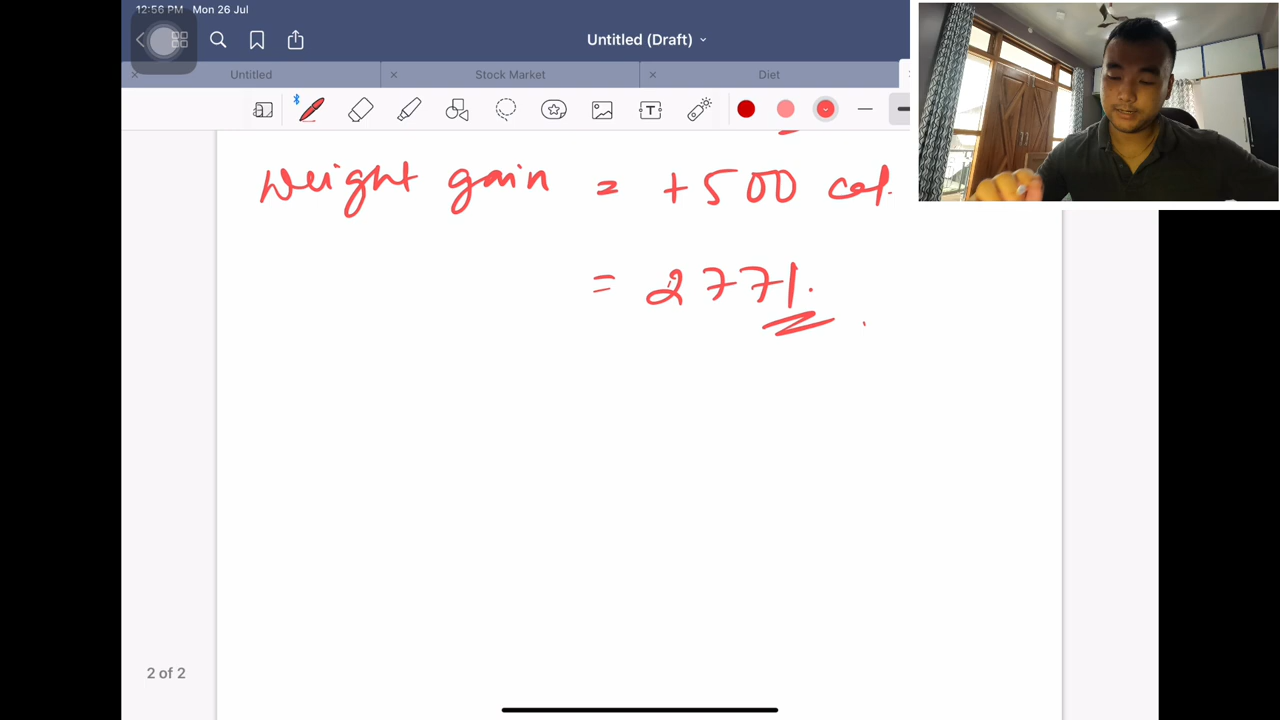 12:56 PM Mon 26 Jul
Untitled (Draft)
Untitled
Stock Market
Diet
Weight gain = +500 cal.
= 2771.
2 of 2